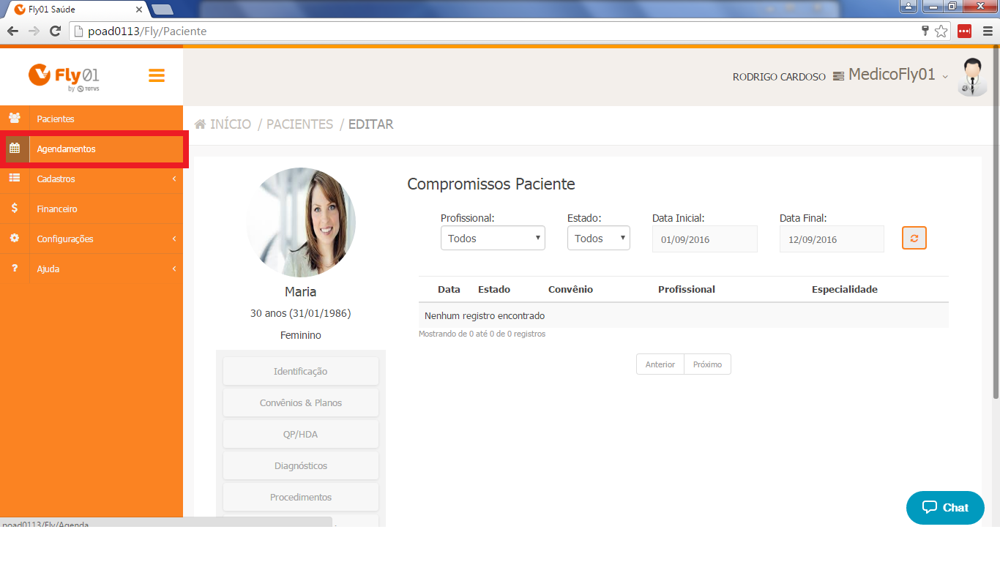 Fly01 Saúde
poad0113/Fly/Paciente
Fly01
by TOTVS
RODRIGO CARDOSO MedicoFly01
Pacientes
Agendamentos
Cadastros
Financeiro
Configurações
Ajuda
INÍCIO / PACIENTES / EDITAR
Maria
30 anos (31/01/1986)
Feminino
Identificação
Convênios & Planos
QP/HDA
Diagnósticos
Procedimentos
Compromissos Paciente
Profissional: Estado: Data Inicial: Data Final:
Todos Todos 01/09/2016 12/09/2016
Data Estado Convênio Profissional Especialidade
Nenhum registro encontrado
Mostrando de 0 até 0 de 0 registros
Anterior Próximo
Chat
poad0113/Fly/Agenda